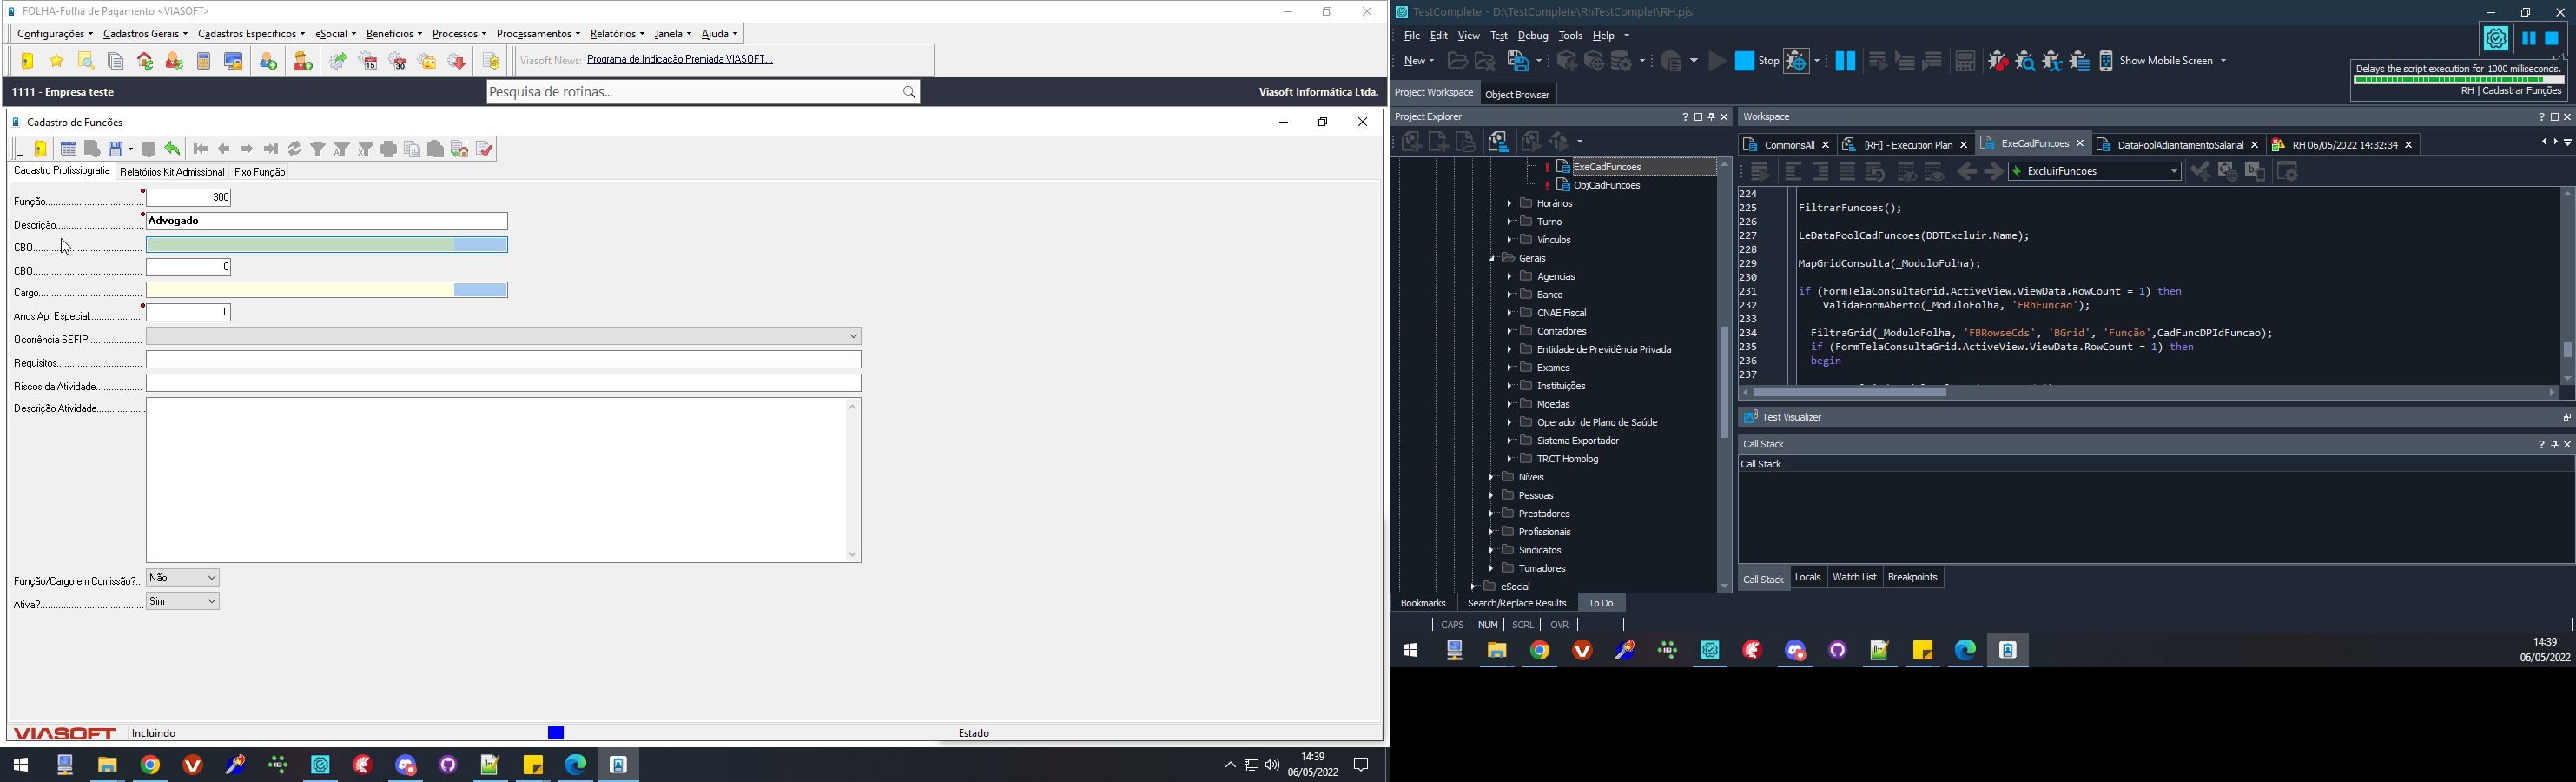 FOLHA-Folha de Pagamento <VIASOFT>
Configurações Cadastros Gerais Cadastros Específicos eSocial Benefícios Processos Processamentos Relatórios Janela Ajuda
Viasoft News: Programa de Indicação Premiada VIASOFT...
1111 - Empresa teste
Pesquisa de rotinas...
Viasoft Informática Ltda.
Cadastro de Funcões
Cadastro Profissiografia Relatórios Kit Admissional Fixo Função
Função 300
Descrição Advogado
CBO
CBO 0
Cargo
Anos Ap. Especial 0
Ocorrência SEFIP
Requisitos
Riscos da Atividade
Descrição Atividade
Função/Cargo em Comissão?... Não
Ativa? Sim
VIASOFT Incluindo Estado
14:39
06/05/2022
TestComplete - D:\TestComplete\RhTestComplet\RH.pjs
File Edit View Test Debug Tools Help
New Stop Show Mobile Screen
Delays the script execution for 1000 milliseconds.
RH | Cadastrar Funções
Project Workspace Object Browser
Project Explorer
ExeCadFuncoes
ObjCadFuncoes
Horários
Turno
Vínculos
Gerais
Agencias
Banco
CNAE Fiscal
Contadores
Entidade de Previdência Privada
Exames
Instituições
Moedas
Operador de Plano de Saúde
Sistema Exportador
TRCT Homolog
Níveis
Pessoas
Prestadores
Profissionais
Sindicatos
Tomadores
eSocial
Bookmarks Search/Replace Results To Do
CAPS NUM SCRL OVR
Workspace
CommonsAll [RH] - Execution Plan ExeCadFuncoes DataPoolAdiantamentoSalarial RH 06/05/2022 14:32:34
ExcluirFuncoes
224
225 FiltrarFuncoes();
226
227 LeDataPoolCadFuncoes(DDTExcluir.Name);
228
229 MapGridConsulta(_ModuloFolha);
230
231 if (FormTelaConsultaGrid.ActiveView.ViewData.RowCount = 1) then
232 ValidaFormAberto(_ModuloFolha, 'FRhFuncao');
233
234 FiltraGrid(_ModuloFolha, 'FBRowseCds', 'BGrid', 'Função',CadFuncDPIdFuncao);
235 if (FormTelaConsultaGrid.ActiveView.ViewData.RowCount = 1) then
236 begin
237
Test Visualizer
Call Stack
Call Stack
Call Stack Locals Watch List Breakpoints
14:39
06/05/2022